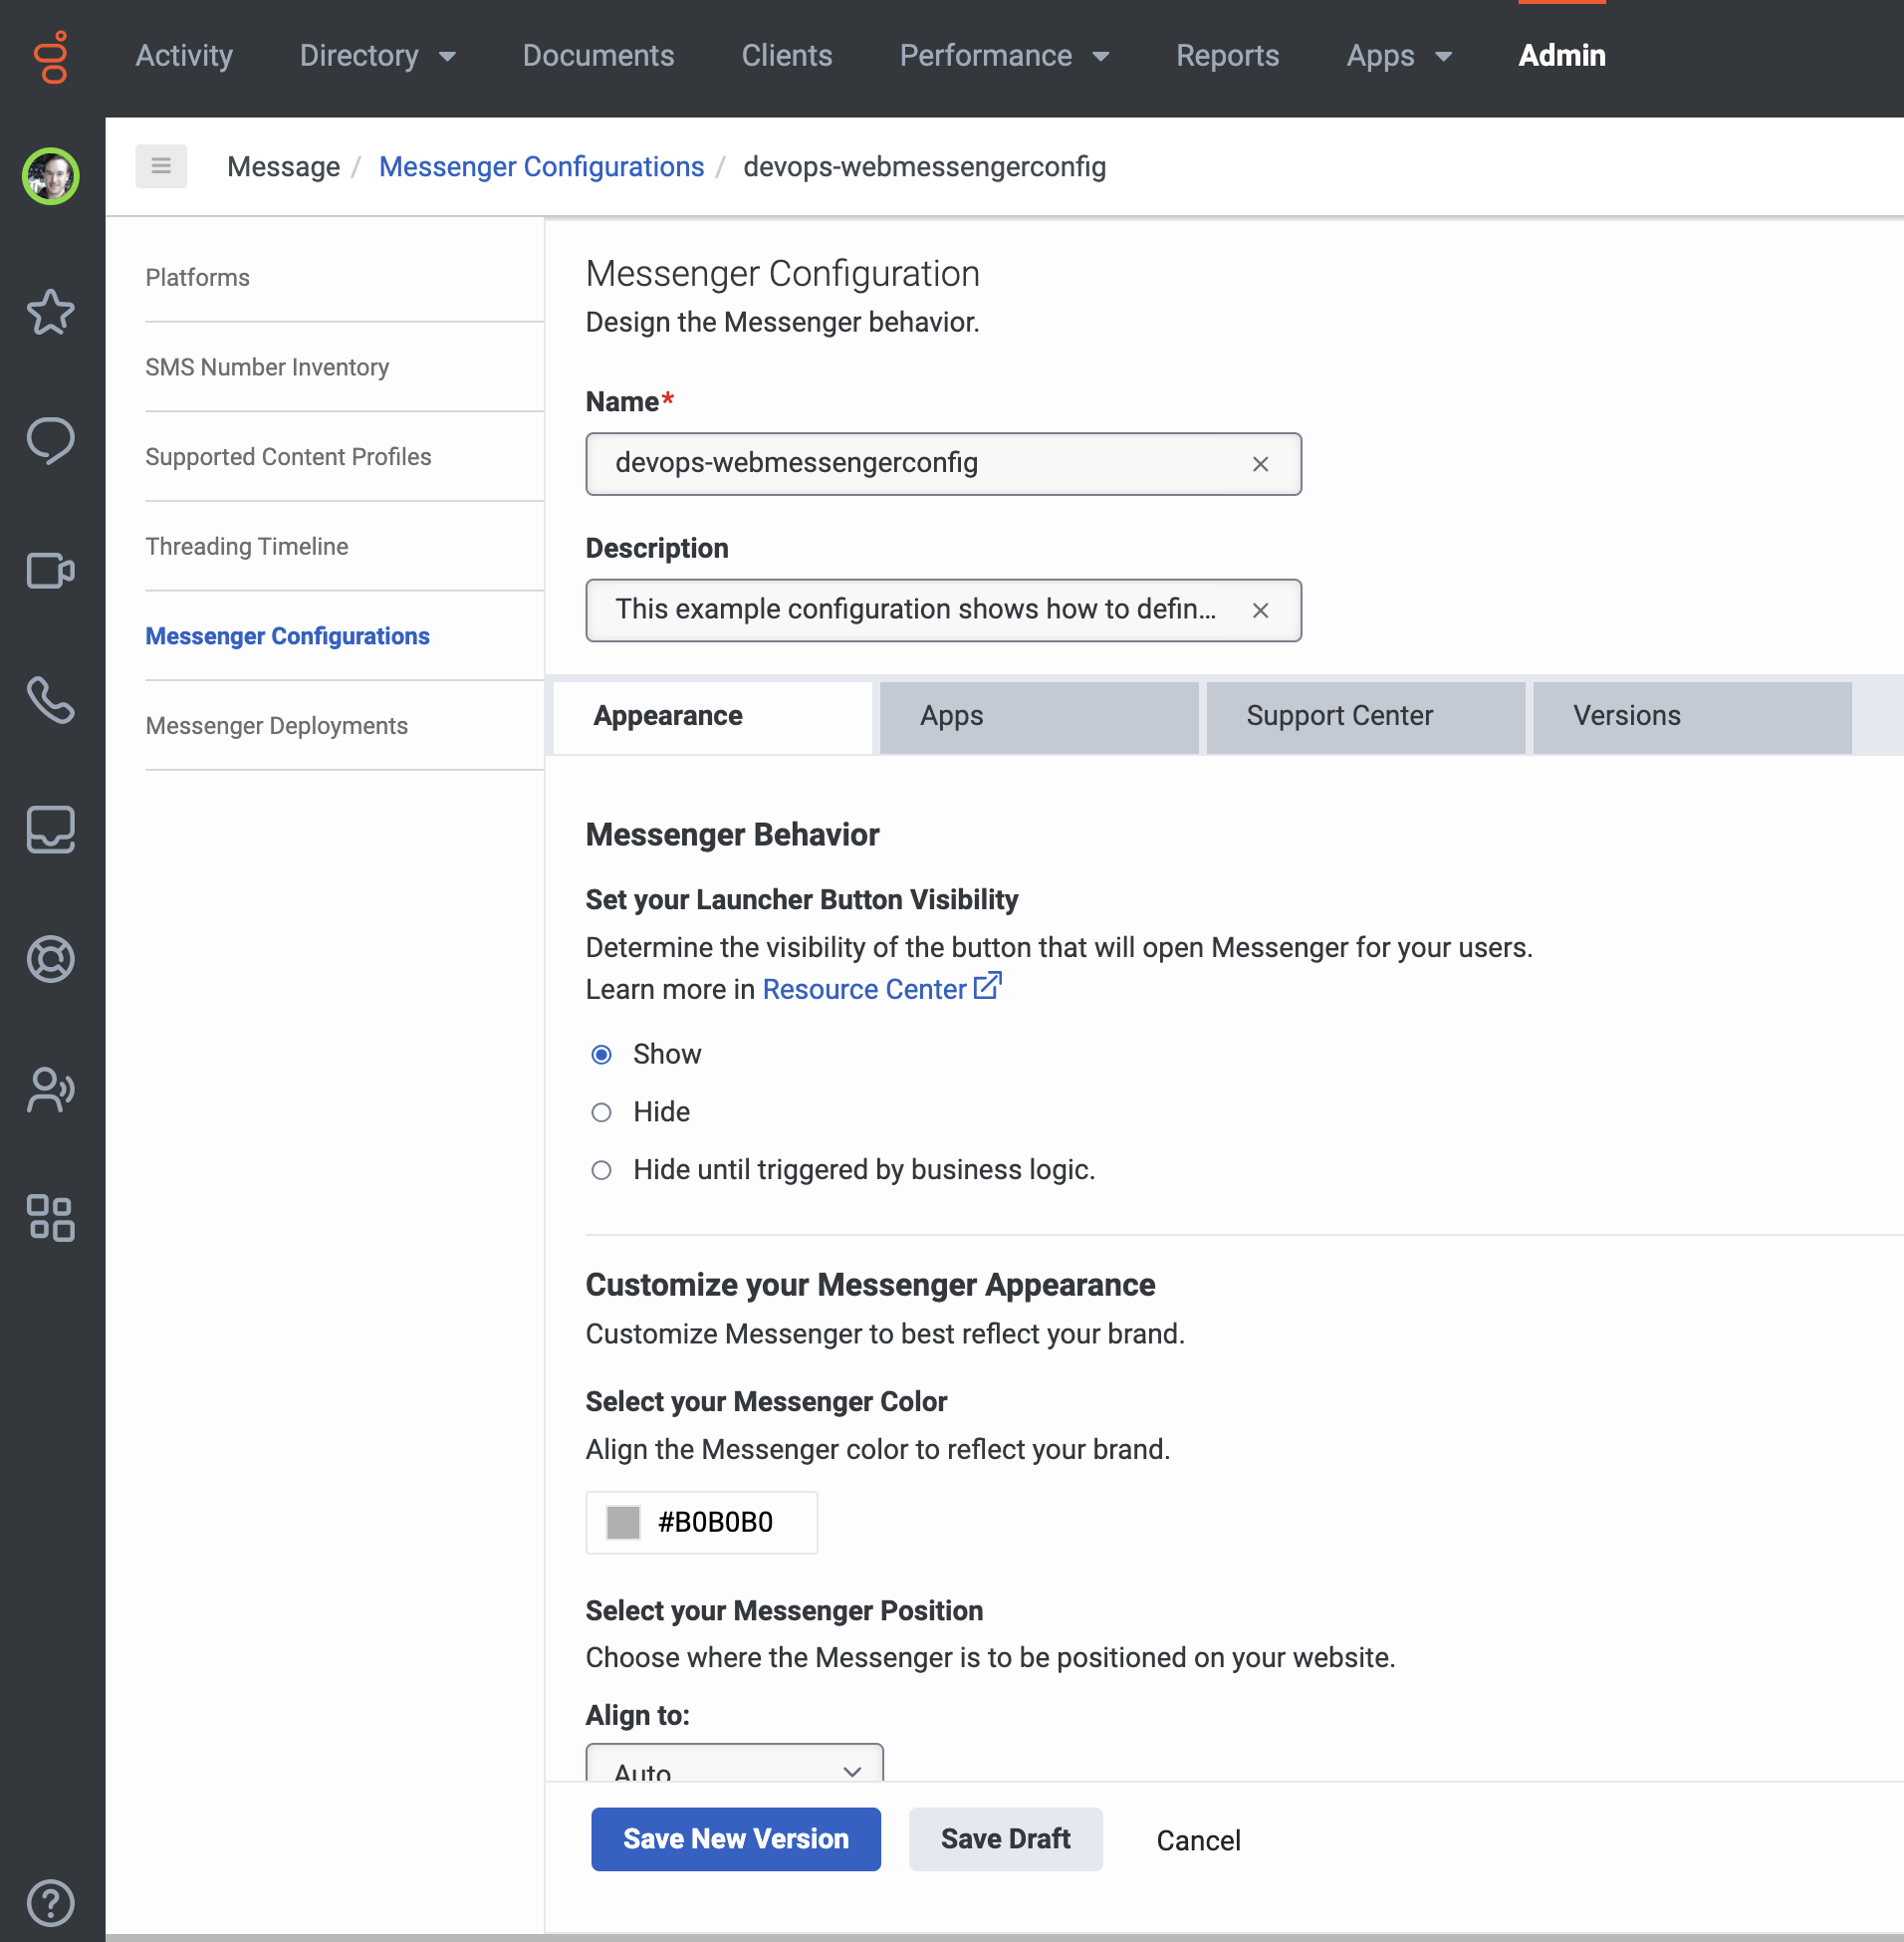 Activity
Directory
Documents
Clients
Performance
Reports
Apps
Admin
Message / Messenger Configurations / devops-webmessengerconfig
Platforms
SMS Number Inventory
Supported Content Profiles
Threading Timeline
Messenger Configurations
Messenger Deployments
Messenger Configuration
Design the Messenger behavior.
Name*
devops-webmessengerconfig
Description
This example configuration shows how to defin...
Appearance
Apps
Support Center
Versions
Messenger Behavior
Set your Launcher Button Visibility
Determine the visibility of the button that will open Messenger for your users.
Learn more in Resource Center
Show
Hide
Hide until triggered by business logic.
Customize your Messenger Appearance
Customize Messenger to best reflect your brand.
Select your Messenger Color
Align the Messenger color to reflect your brand.
#B0B0B0
Select your Messenger Position
Choose where the Messenger is to be positioned on your website.
Align to:
Auto
Save New Version
Save Draft
Cancel